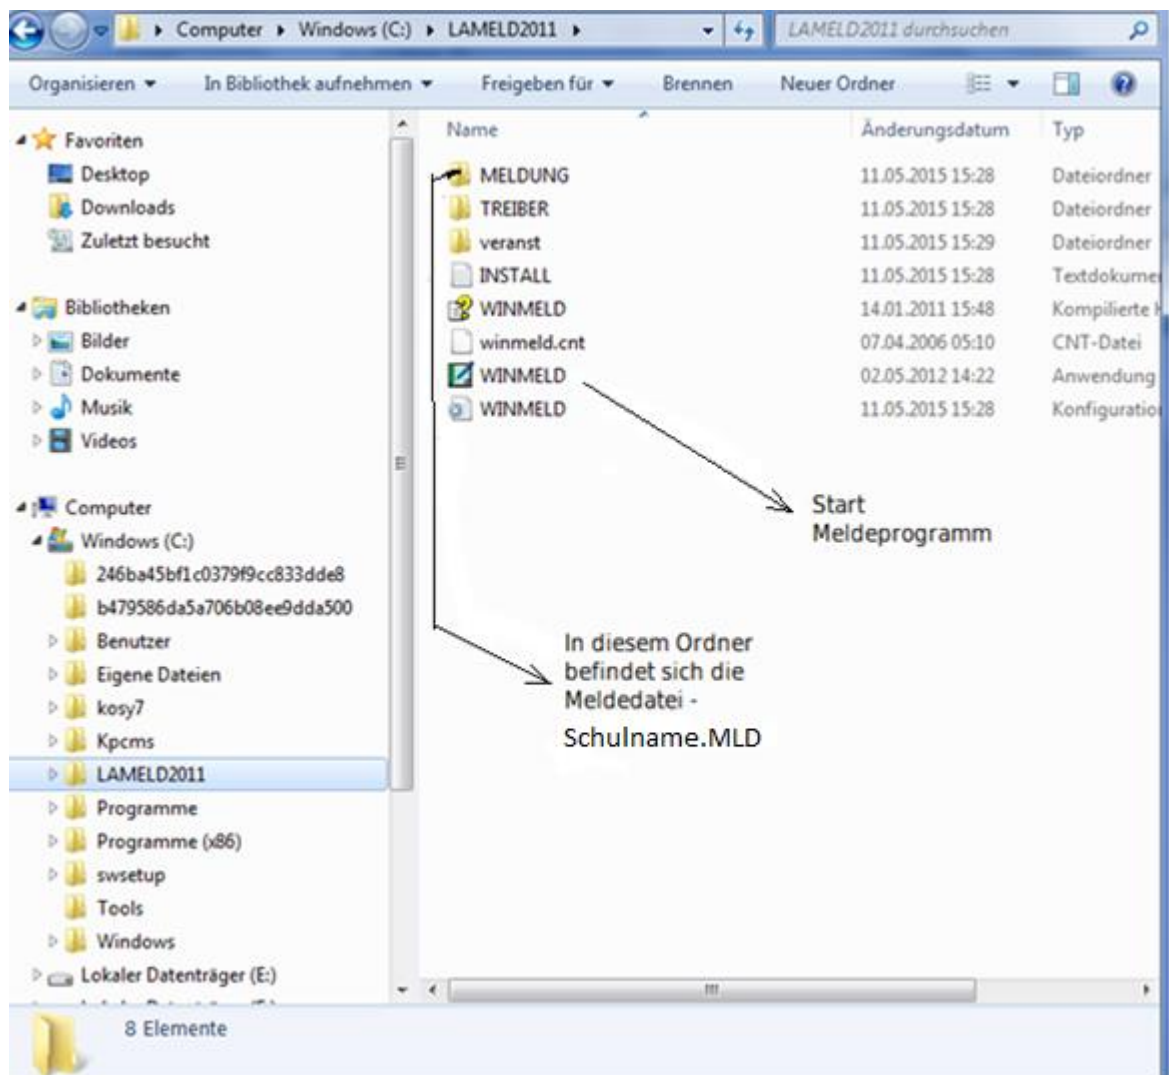 Computer ▸ Windows (C:) ▸ LAMELD2011 ▸
LAMELD2011 durchsuchen
Organisieren In Bibliothek aufnehmen Freigeben für Brennen Neuer Ordner
Favoriten
Desktop
Downloads
Zuletzt besucht
Bibliotheken
Bilder
Dokumente
Musik
Videos
Computer
Windows (C:)
246ba45bf1c0379f9cc833dde8
b479586da5a706b08ee9dda500
Benutzer
Eigene Dateien
kosy7
Kpcms
LAMELD2011
Programme
Programme (x86)
swsetup
Tools
Windows
Lokaler Datenträger (E:)
Name Änderungsdatum Typ
MELDUNG 11.05.2015 15:28 Dateiordner
TREIBER 11.05.2015 15:28 Dateiordner
veranst 11.05.2015 15:29 Dateiordner
INSTALL 11.05.2015 15:28 Textdokume
WINMELD 14.01.2011 15:48 Kompilierte
winmeld.cnt 07.04.2006 05:10 CNT-Datei
WINMELD 02.05.2012 14:22 Anwendung
WINMELD 11.05.2015 15:28 Konfiguratio
Start
Meldeprogramm
In diesem Ordner
befindet sich die
Meldedatei -
Schulname.MLD
8 Elemente